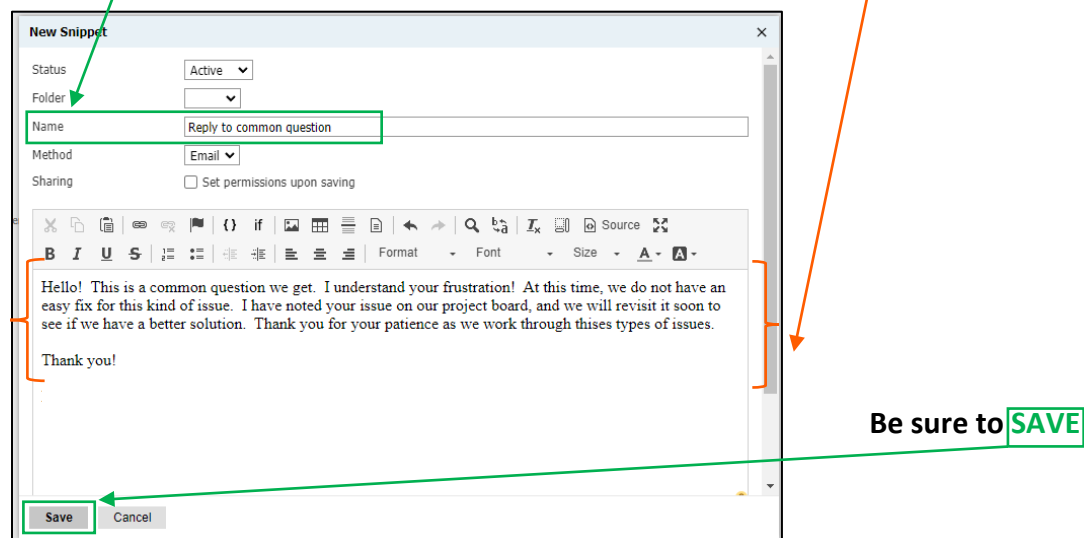 New Snippet ×
Status Active
Folder
Name Reply to common question
Method Email
Sharing Set permissions upon saving
{} if Source
B I U S Format Font Size A A
Hello! This is a common question we get. I understand your frustration! At this time, we do not have an
easy fix for this kind of issue. I have noted your issue on our project board, and we will revisit it soon to
see if we have a better solution. Thank you for your patience as we work through thises types of issues.
Thank you!
Be sure to SAVE
Save Cancel